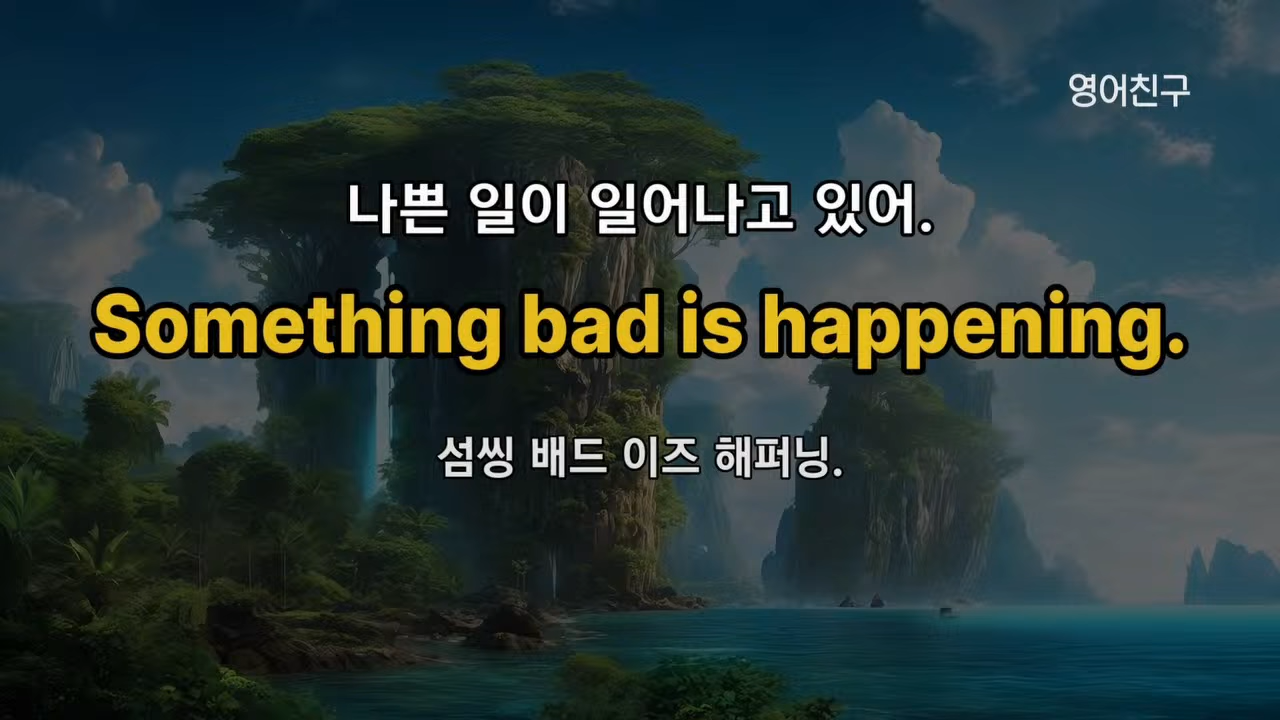 영어친구
나쁜 일이 일어나고 있어.
Something bad is happening.
섬씽 배드 이즈 해퍼닝.